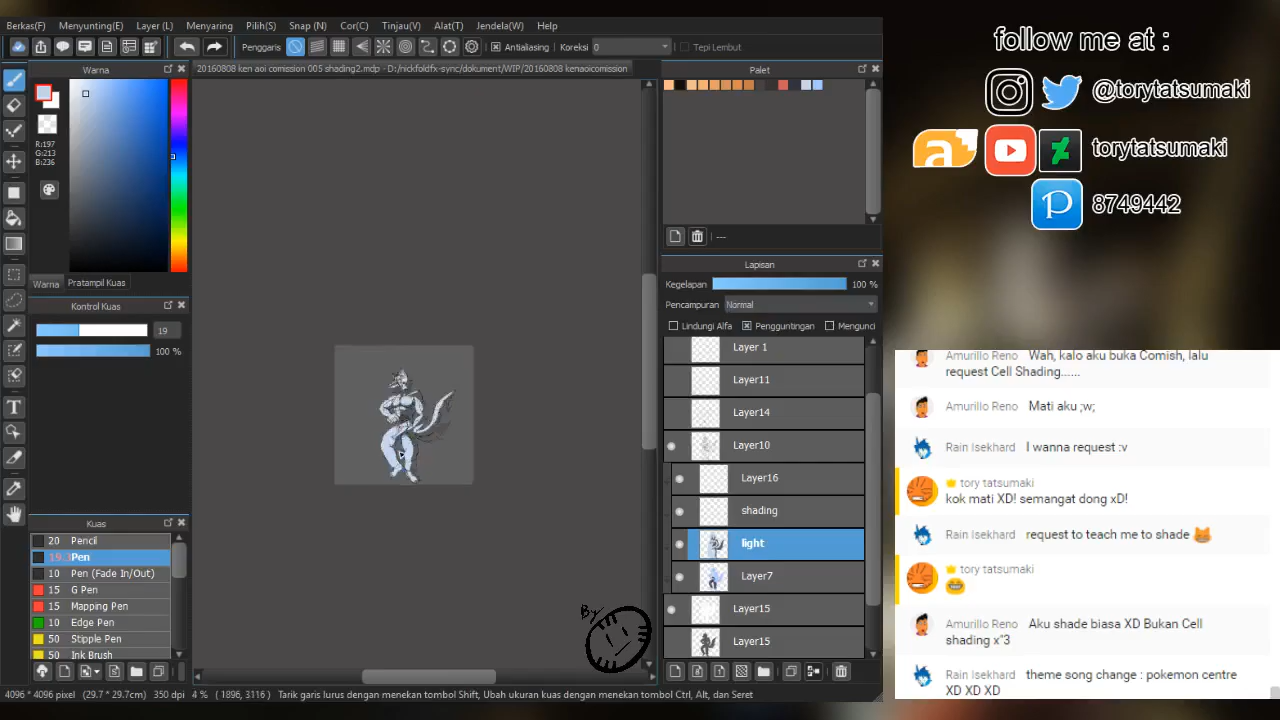 Berkas(F) Menyunting(E) Layer (L) Menyaring Pilih(S) Snap (N) Cor(C) Tinjau(V) Alat(T) Jendela(W) Help
Penggaris Antialiasing Koreksi 0 Tepi Lembut
Warna
20160808 ken aoi comission 005 shading2.mdp - D:/nickfoldfx-sync/dokument/WIP/20160808 kenaoicomission
Palet
R:197
G:213
B:236
Warna Pratampil Kuas
Kontrol Kuas
19
100 %
---
Lapisan
Kegelapan 100 %
Pencampuran Normal
Lindungi Alfa Pengguntingan Mengunci
Layer 1
Layer11
Layer14
Layer10
Layer16
shading
light
Layer7
Layer15
Layer15
Kuas
20 Pencil
19.3 Pen
10 Pen (Fade In/Out)
15 G Pen
15 Mapping Pen
10 Edge Pen
50 Stipple Pen
50 Ink Brush
By
4096 * 4096 pixel (29.7 * 29.7cm) 350 dpi 4 % ( 1896, 3116 ) Tarik garis lurus dengan menekan tombol Shift, Ubah ukuran kuas dengan menekan tombol Ctrl, Alt, dan Seret
follow me at :
@torytatsumaki
torytatsumaki
8749442
Amurillo Reno Wah, kalo aku buka Comish, lalu
request Cell Shading......
Amurillo Reno Mati aku ;w;
Rain Isekhard I wanna request :v
tory tatsumaki
kok mati XD! semangat dong xD!
Rain Isekhard request to teach me to shade
tory tatsumaki
Amurillo Reno Aku shade biasa XD Bukan Cell
shading x"3
Rain Isekhard theme song change : pokemon centre
XD XD XD